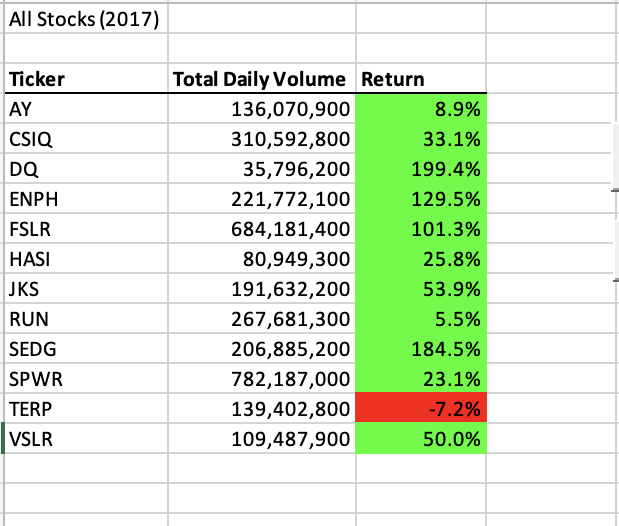 All Stocks (2017)
Ticker Total Daily Volume Return
AY 136,070,900 8.9%
CSIQ 310,592,800 33.1%
DQ 35,796,200 199.4%
ENPH 221,772,100 129.5%
FSLR 684,181,400 101.3%
HASI 80,949,300 25.8%
JKS 191,632,200 53.9%
RUN 267,681,300 5.5%
SEDG 206,885,200 184.5%
SPWR 782,187,000 23.1%
TERP 139,402,800 -7.2%
VSLR 109,487,900 50.0%